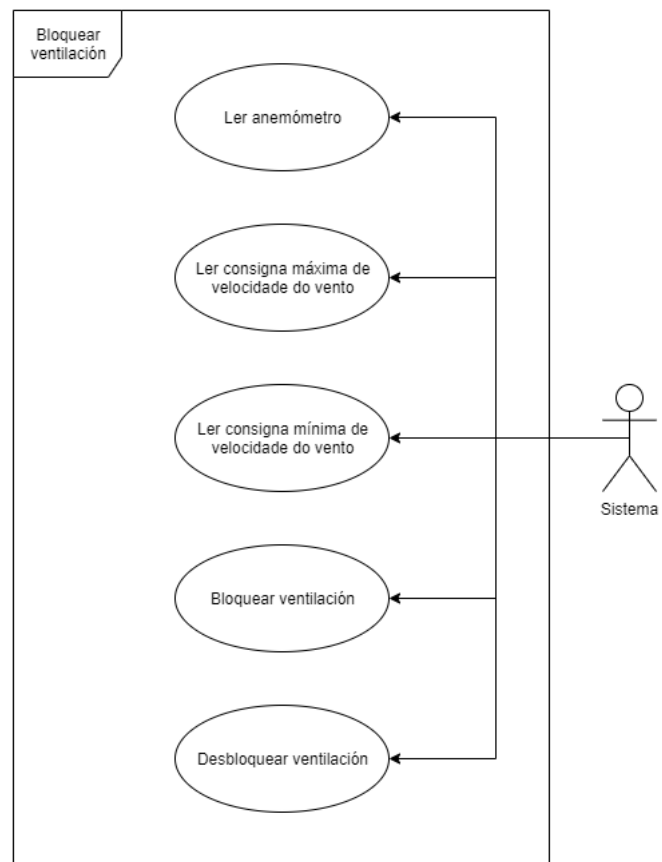 Bloquear
ventilación
Ler anemómetro
Ler consigna máxima de
velocidade do vento
Ler consigna mínima de
velocidade do vento
Sistema
Bloquear ventilación
Desbloquear ventilación